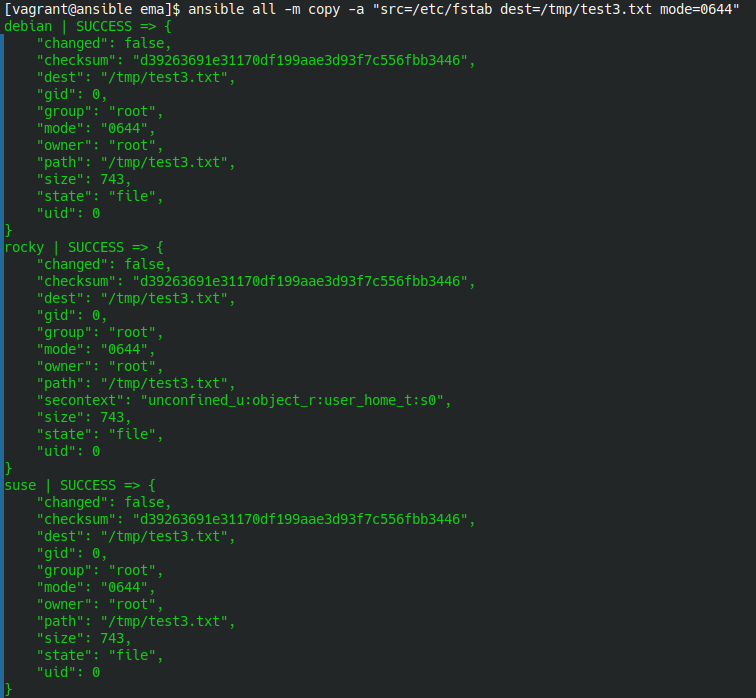 [vagrant@ansible ema]$ ansible all -m copy -a "src=/etc/fstab dest=/tmp/test3.txt mode=0644"
debian | SUCCESS => {
    "changed": false,
    "checksum": "d39263691e31170df199aae3d93f7c556fbb3446",
    "dest": "/tmp/test3.txt",
    "gid": 0,
    "group": "root",
    "mode": "0644",
    "owner": "root",
    "path": "/tmp/test3.txt",
    "size": 743,
    "state": "file",
    "uid": 0
}
rocky | SUCCESS => {
    "changed": false,
    "checksum": "d39263691e31170df199aae3d93f7c556fbb3446",
    "dest": "/tmp/test3.txt",
    "gid": 0,
    "group": "root",
    "mode": "0644",
    "owner": "root",
    "path": "/tmp/test3.txt",
    "secontext": "unconfined_u:object_r:user_home_t:s0",
    "size": 743,
    "state": "file",
    "uid": 0
}
suse | SUCCESS => {
    "changed": false,
    "checksum": "d39263691e31170df199aae3d93f7c556fbb3446",
    "dest": "/tmp/test3.txt",
    "gid": 0,
    "group": "root",
    "mode": "0644",
    "owner": "root",
    "path": "/tmp/test3.txt",
    "size": 743,
    "state": "file",
    "uid": 0
}